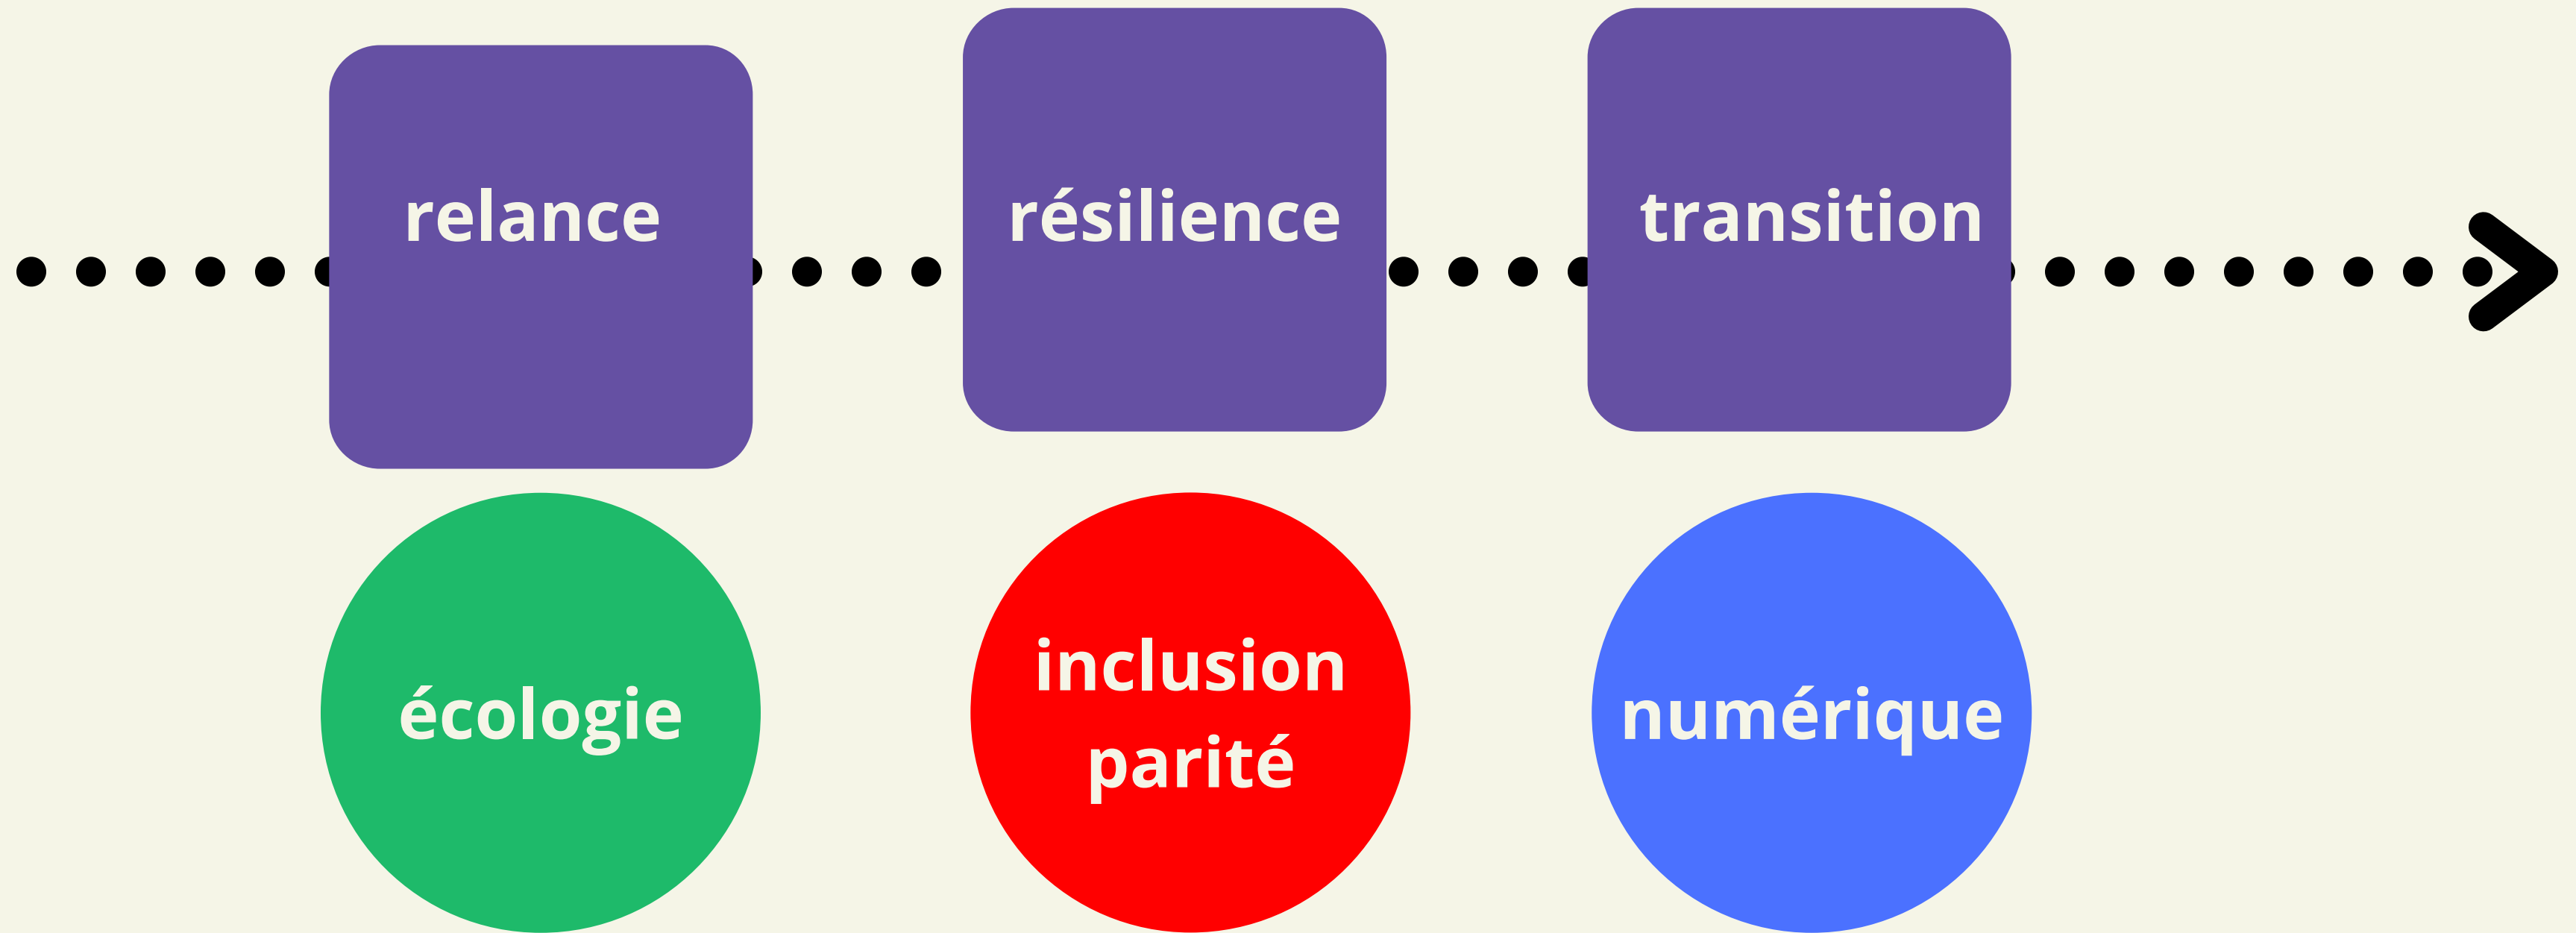 relance
résilience
transition
écologie
inclusion
parité
numérique